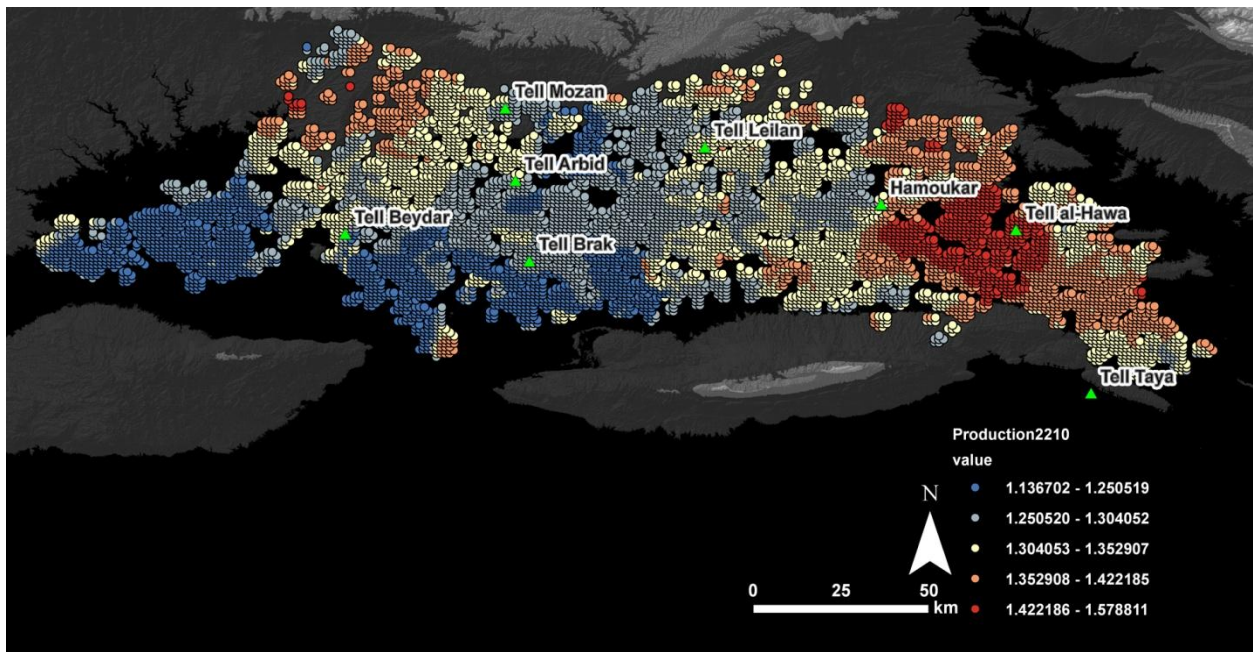 Tell Mozan
Tell Leilan
Tell Arbid
Hamoukar
Tell Beydar
Tell al-Hawa
Tell Brak
Tell Taya
Production2210
value
1.136702 - 1.250519
1.250520 - 1.304052
1.304053 - 1.352907
1.352908 - 1.422185
1.422186 - 1.578811
N
0 25 50
km